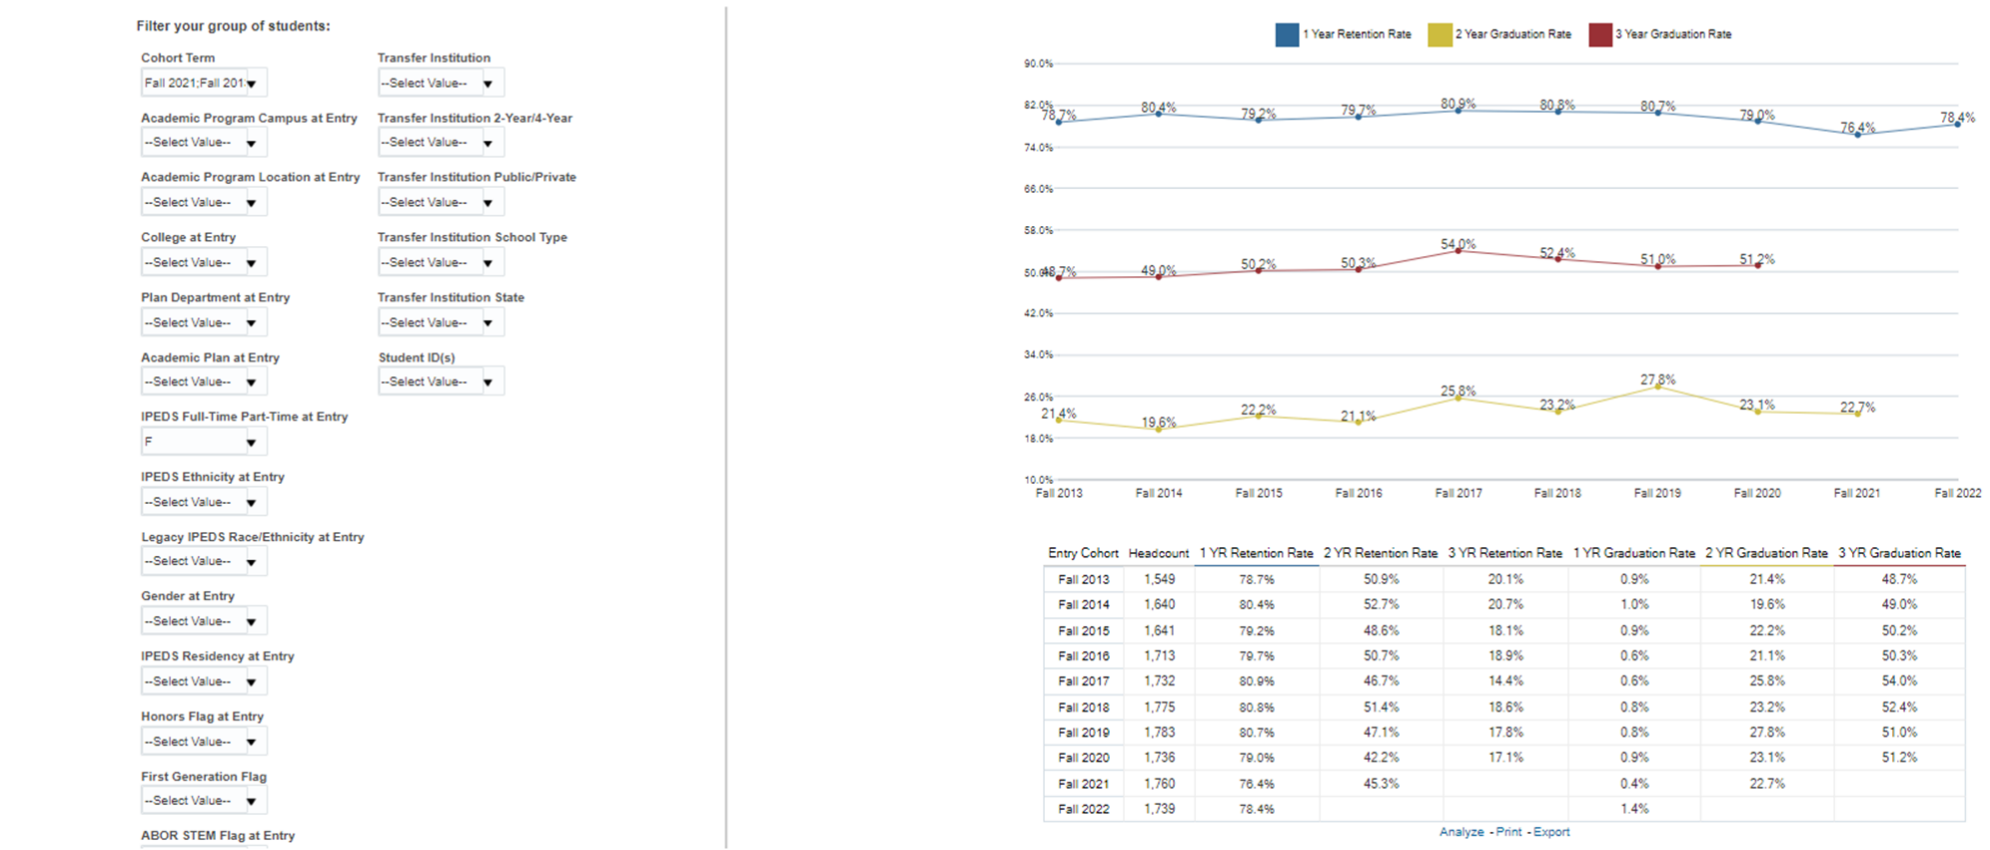 Filter your group of students:
Cohort Term
Transfer Institution
Fall 2021;Fall 201
--Select Value--
Academic Program Campus at Entry
Transfer Institution 2-Year/4-Year
--Select Value--
--Select Value--
Academic Program Location at Entry
Transfer Institution Public/Private
--Select Value--
--Select Value--
College at Entry
Transfer Institution School Type
--Select Value--
--Select Value--
Plan Department at Entry
Transfer Institution State
--Select Value--
--Select Value--
Academic Plan at Entry
Student ID(s)
--Select Value--
--Select Value--
IPEDS Full-Time Part-Time at Entry
F
IPEDS Ethnicity at Entry
--Select Value--
Legacy IPEDS Race/Ethnicity at Entry
--Select Value--
Gender at Entry
--Select Value--
IPEDS Residency at Entry
--Select Value--
Honors Flag at Entry
--Select Value--
First Generation Flag
--Select Value--
ABOR STEM Flag at Entry
1 Year Retention Rate 2 Year Graduation Rate 3 Year Graduation Rate
90.0%
82.0%
78.7% 80.4% 79.2% 79.7% 80.9% 80.8% 80.7% 79.0% 76.4% 78.4%
74.0%
66.0%
58.0%
50.0%
48.7% 49.0% 50.2% 50.3% 54.0% 52.4% 51.0% 51.2%
42.0%
34.0%
26.0%
21.4% 19.6% 22.2% 21.1% 25.8% 23.2% 27.8% 23.1% 22.7%
18.0%
10.0%
Fall 2013 Fall 2014 Fall 2015 Fall 2016 Fall 2017 Fall 2018 Fall 2019 Fall 2020 Fall 2021 Fall 2022
Entry Cohort Headcount 1 YR Retention Rate 2 YR Retention Rate 3 YR Retention Rate 1 YR Graduation Rate 2 YR Graduation Rate 3 YR Graduation Rate
Fall 2013 1,549 78.7% 50.9% 20.1% 0.9% 21.4% 48.7%
Fall 2014 1,640 80.4% 52.7% 20.7% 1.0% 19.6% 49.0%
Fall 2015 1,641 79.2% 48.6% 18.1% 0.9% 22.2% 50.2%
Fall 2016 1,713 79.7% 50.7% 18.9% 0.6% 21.1% 50.3%
Fall 2017 1,732 80.9% 46.7% 14.4% 0.6% 25.8% 54.0%
Fall 2018 1,775 80.8% 51.4% 18.6% 0.8% 23.2% 52.4%
Fall 2019 1,783 80.7% 47.1% 17.8% 0.8% 27.8% 51.0%
Fall 2020 1,736 79.0% 42.2% 17.1% 0.9% 23.1% 51.2%
Fall 2021 1,760 76.4% 45.3% 0.4% 22.7%
Fall 2022 1,739 78.4% 1.4%
Analyze - Print - Export